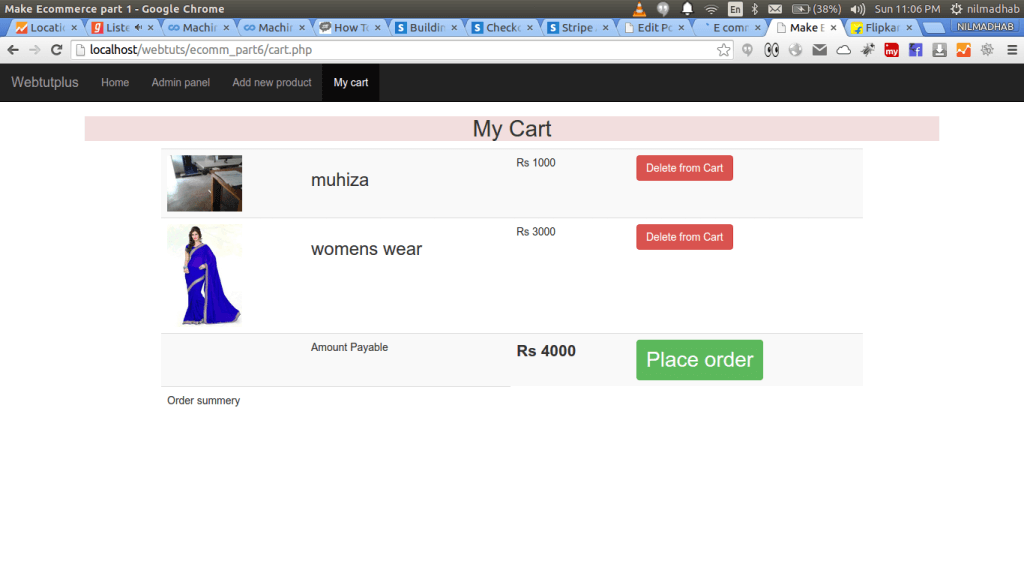 Make Ecommerce part 1 - Google Chrome
En
(38%)
Sun 11:06 PM
nilmadhab
Locatio
Liste
Machin
Machin
How To
Buildin
Checko
Stripe
Edit Po
E comm
Make E
Flipkar
NILMADHAB
localhost/webtuts/ecomm_part6/cart.php
my
Webtutplus
Home
Admin panel
Add new product
My cart
My Cart
muhiza
Rs 1000
Delete from Cart
womens wear
Rs 3000
Delete from Cart
Amount Payable
Rs 4000
Place order
Order summery